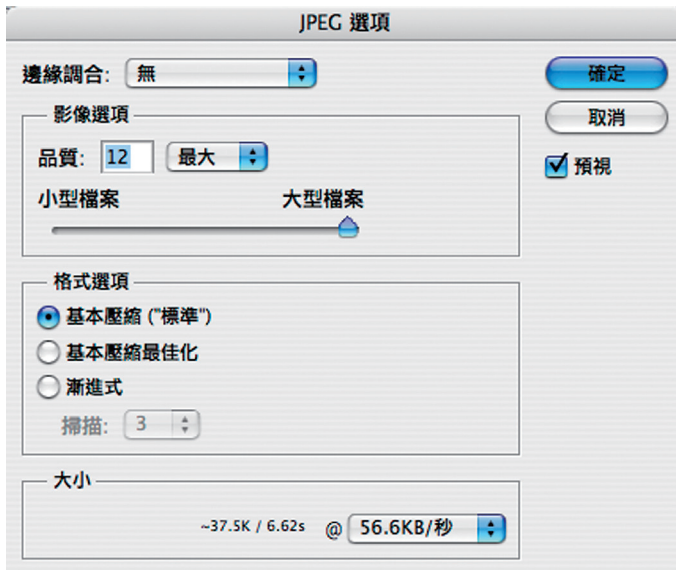 JPEG 選項
邊緣調合: 無
確定
影像選項
取消
品質: 12 最大
預視
小型檔案 大型檔案
格式選項
基本壓縮 ("標準")
基本壓縮最佳化
漸進式
掃描: 3
大小
~37.5K / 6.62s @ 56.6KB/秒